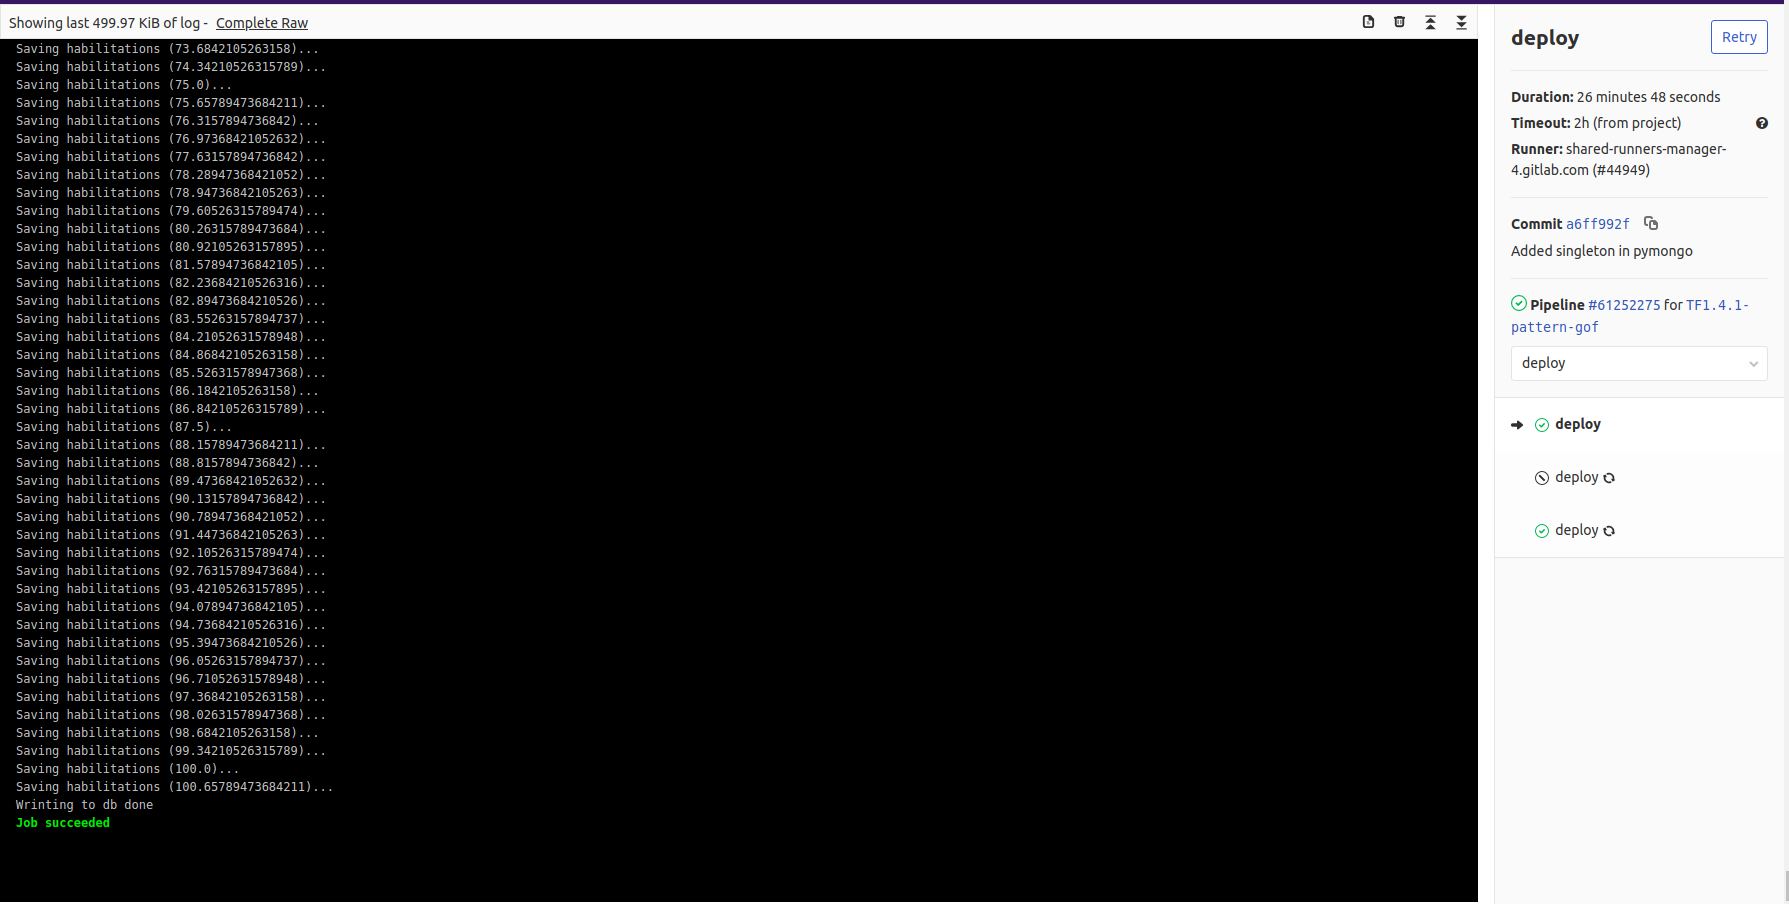 Showing last 499.97 KiB of log - Complete Raw
Saving habilitations (73.6842105263158)...
Saving habilitations (74.34210526315789)...
Saving habilitations (75.0)...
Saving habilitations (75.65789473684211)...
Saving habilitations (76.3157894736842)...
Saving habilitations (76.97368421052632)...
Saving habilitations (77.63157894736842)...
Saving habilitations (78.28947368421052)...
Saving habilitations (78.94736842105263)...
Saving habilitations (79.60526315789474)...
Saving habilitations (80.26315789473684)...
Saving habilitations (80.92105263157895)...
Saving habilitations (81.57894736842105)...
Saving habilitations (82.23684210526316)...
Saving habilitations (82.89473684210526)...
Saving habilitations (83.55263157894737)...
Saving habilitations (84.21052631578948)...
Saving habilitations (84.86842105263158)...
Saving habilitations (85.52631578947368)...
Saving habilitations (86.1842105263158)...
Saving habilitations (86.84210526315789)...
Saving habilitations (87.5)...
Saving habilitations (88.15789473684211)...
Saving habilitations (88.8157894736842)...
Saving habilitations (89.47368421052632)...
Saving habilitations (90.13157894736842)...
Saving habilitations (90.78947368421052)...
Saving habilitations (91.44736842105263)...
Saving habilitations (92.10526315789474)...
Saving habilitations (92.76315789473684)...
Saving habilitations (93.42105263157895)...
Saving habilitations (94.07894736842105)...
Saving habilitations (94.73684210526316)...
Saving habilitations (95.39473684210526)...
Saving habilitations (96.05263157894737)...
Saving habilitations (96.71052631578948)...
Saving habilitations (97.36842105263158)...
Saving habilitations (98.02631578947368)...
Saving habilitations (98.6842105263158)...
Saving habilitations (99.34210526315789)...
Saving habilitations (100.0)...
Saving habilitations (100.65789473684211)...
Wrinting to db done
Job succeeded
deploy
Retry
Duration: 26 minutes 48 seconds
Timeout: 2h (from project)
Runner: shared-runners-manager-
4.gitlab.com (#44949)
Commit a6ff992f
Added singleton in pymongo
Pipeline #61252275 for TF1.4.1-
pattern-gof
deploy
deploy
deploy
deploy